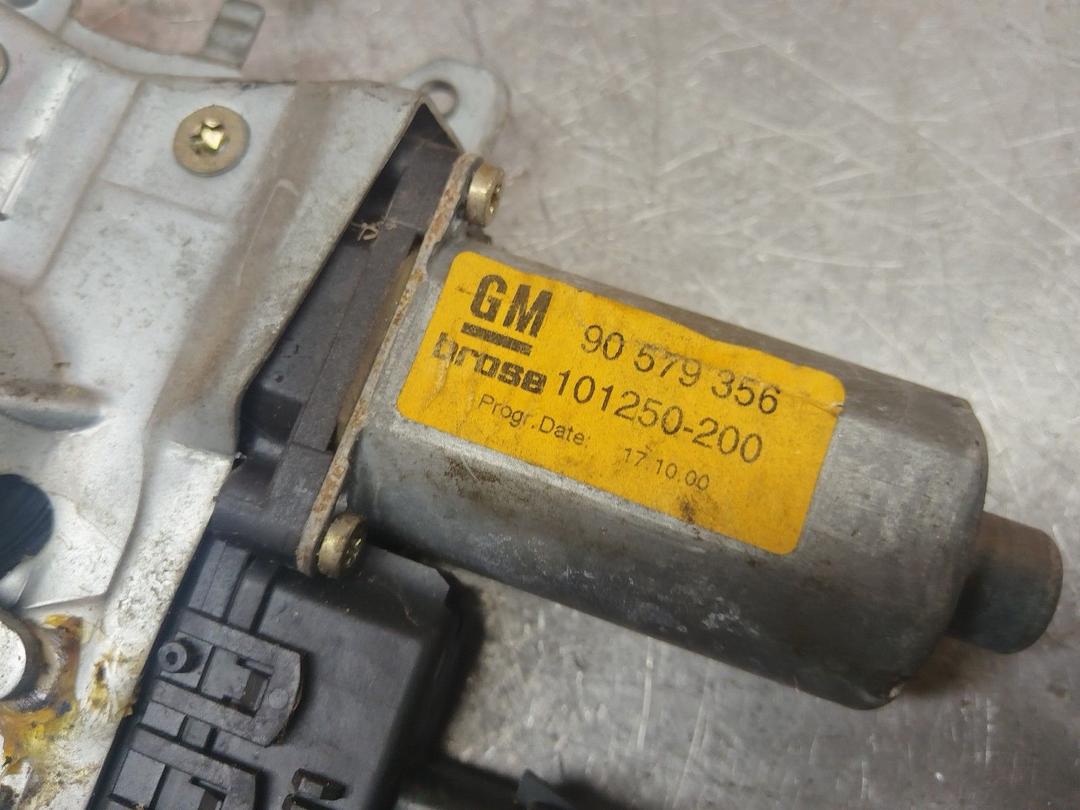 GM
90 579 356
brose 101250-200
Progr.Date: 17.10.00